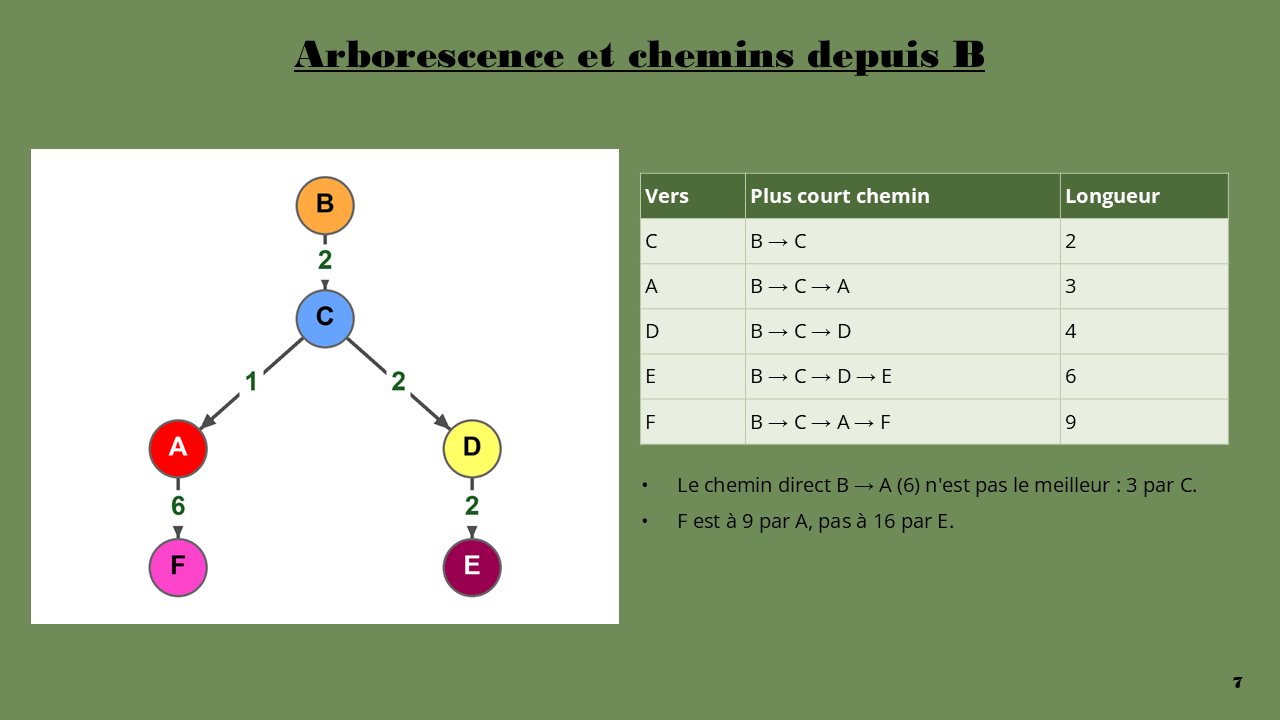 Arborescence et chemins depuis B
B
2
C
1
2
A
D
6
2
F
E
Vers Plus court chemin Longueur
C B → C 2
A B → C → A 3
D B → C → D 4
E B → C → D → E 6
F B → C → A → F 9
• Le chemin direct B → A (6) n'est pas le meilleur : 3 par C.
• F est à 9 par A, pas à 16 par E.
7